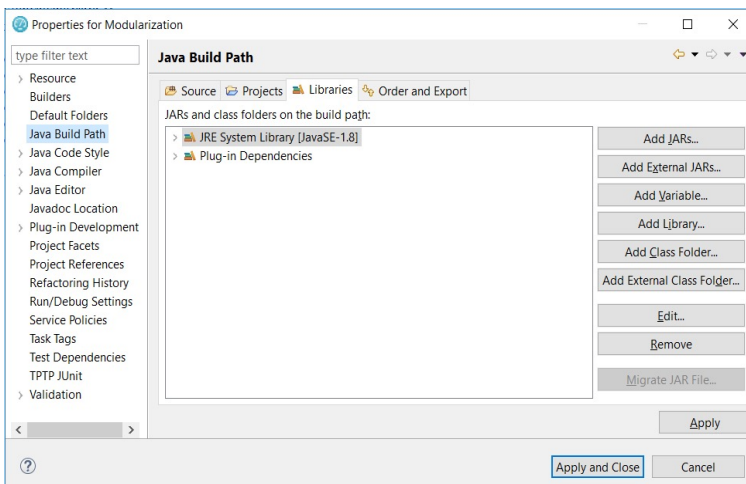 Properties for Modularization
type filter text
Resource
Builders
Default Folders
Java Build Path
Java Code Style
Java Compiler
Java Editor
Javadoc Location
Plug-in Development
Project Facets
Project References
Refactoring History
Run/Debug Settings
Service Policies
Task Tags
Test Dependencies
TPTP JUnit
Validation
Java Build Path
Source Projects Libraries Order and Export
JARs and class folders on the build path:
JRE System Library [JavaSE-1.8]
Plug-in Dependencies
Add JARs...
Add External JARs...
Add Variable...
Add Library...
Add Class Folder...
Add External Class Folder...
Edit...
Remove
Migrate JAR File...
Apply
Apply and Close Cancel